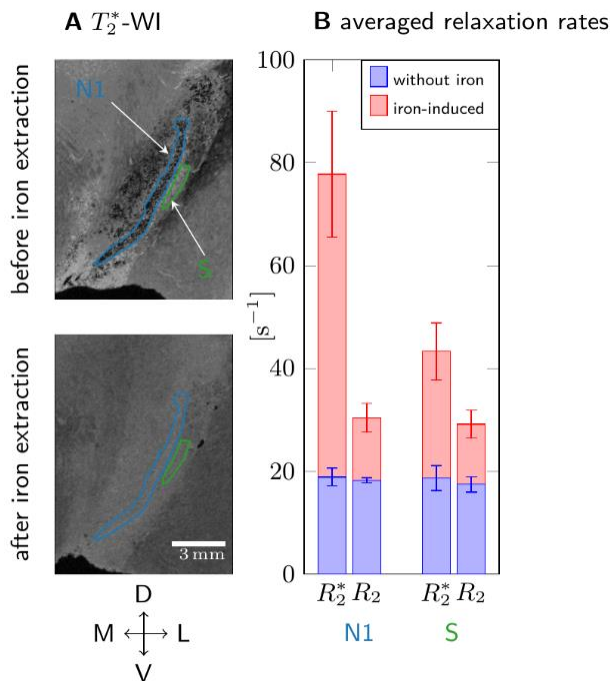 A T₂*-WI
B averaged relaxation rates
before iron extraction
N1
S
after iron extraction
3 mm
D
M L
V
[s⁻¹]
100
80
60
40
20
0
without iron
iron-induced
R₂* R₂ R₂* R₂
N1 S